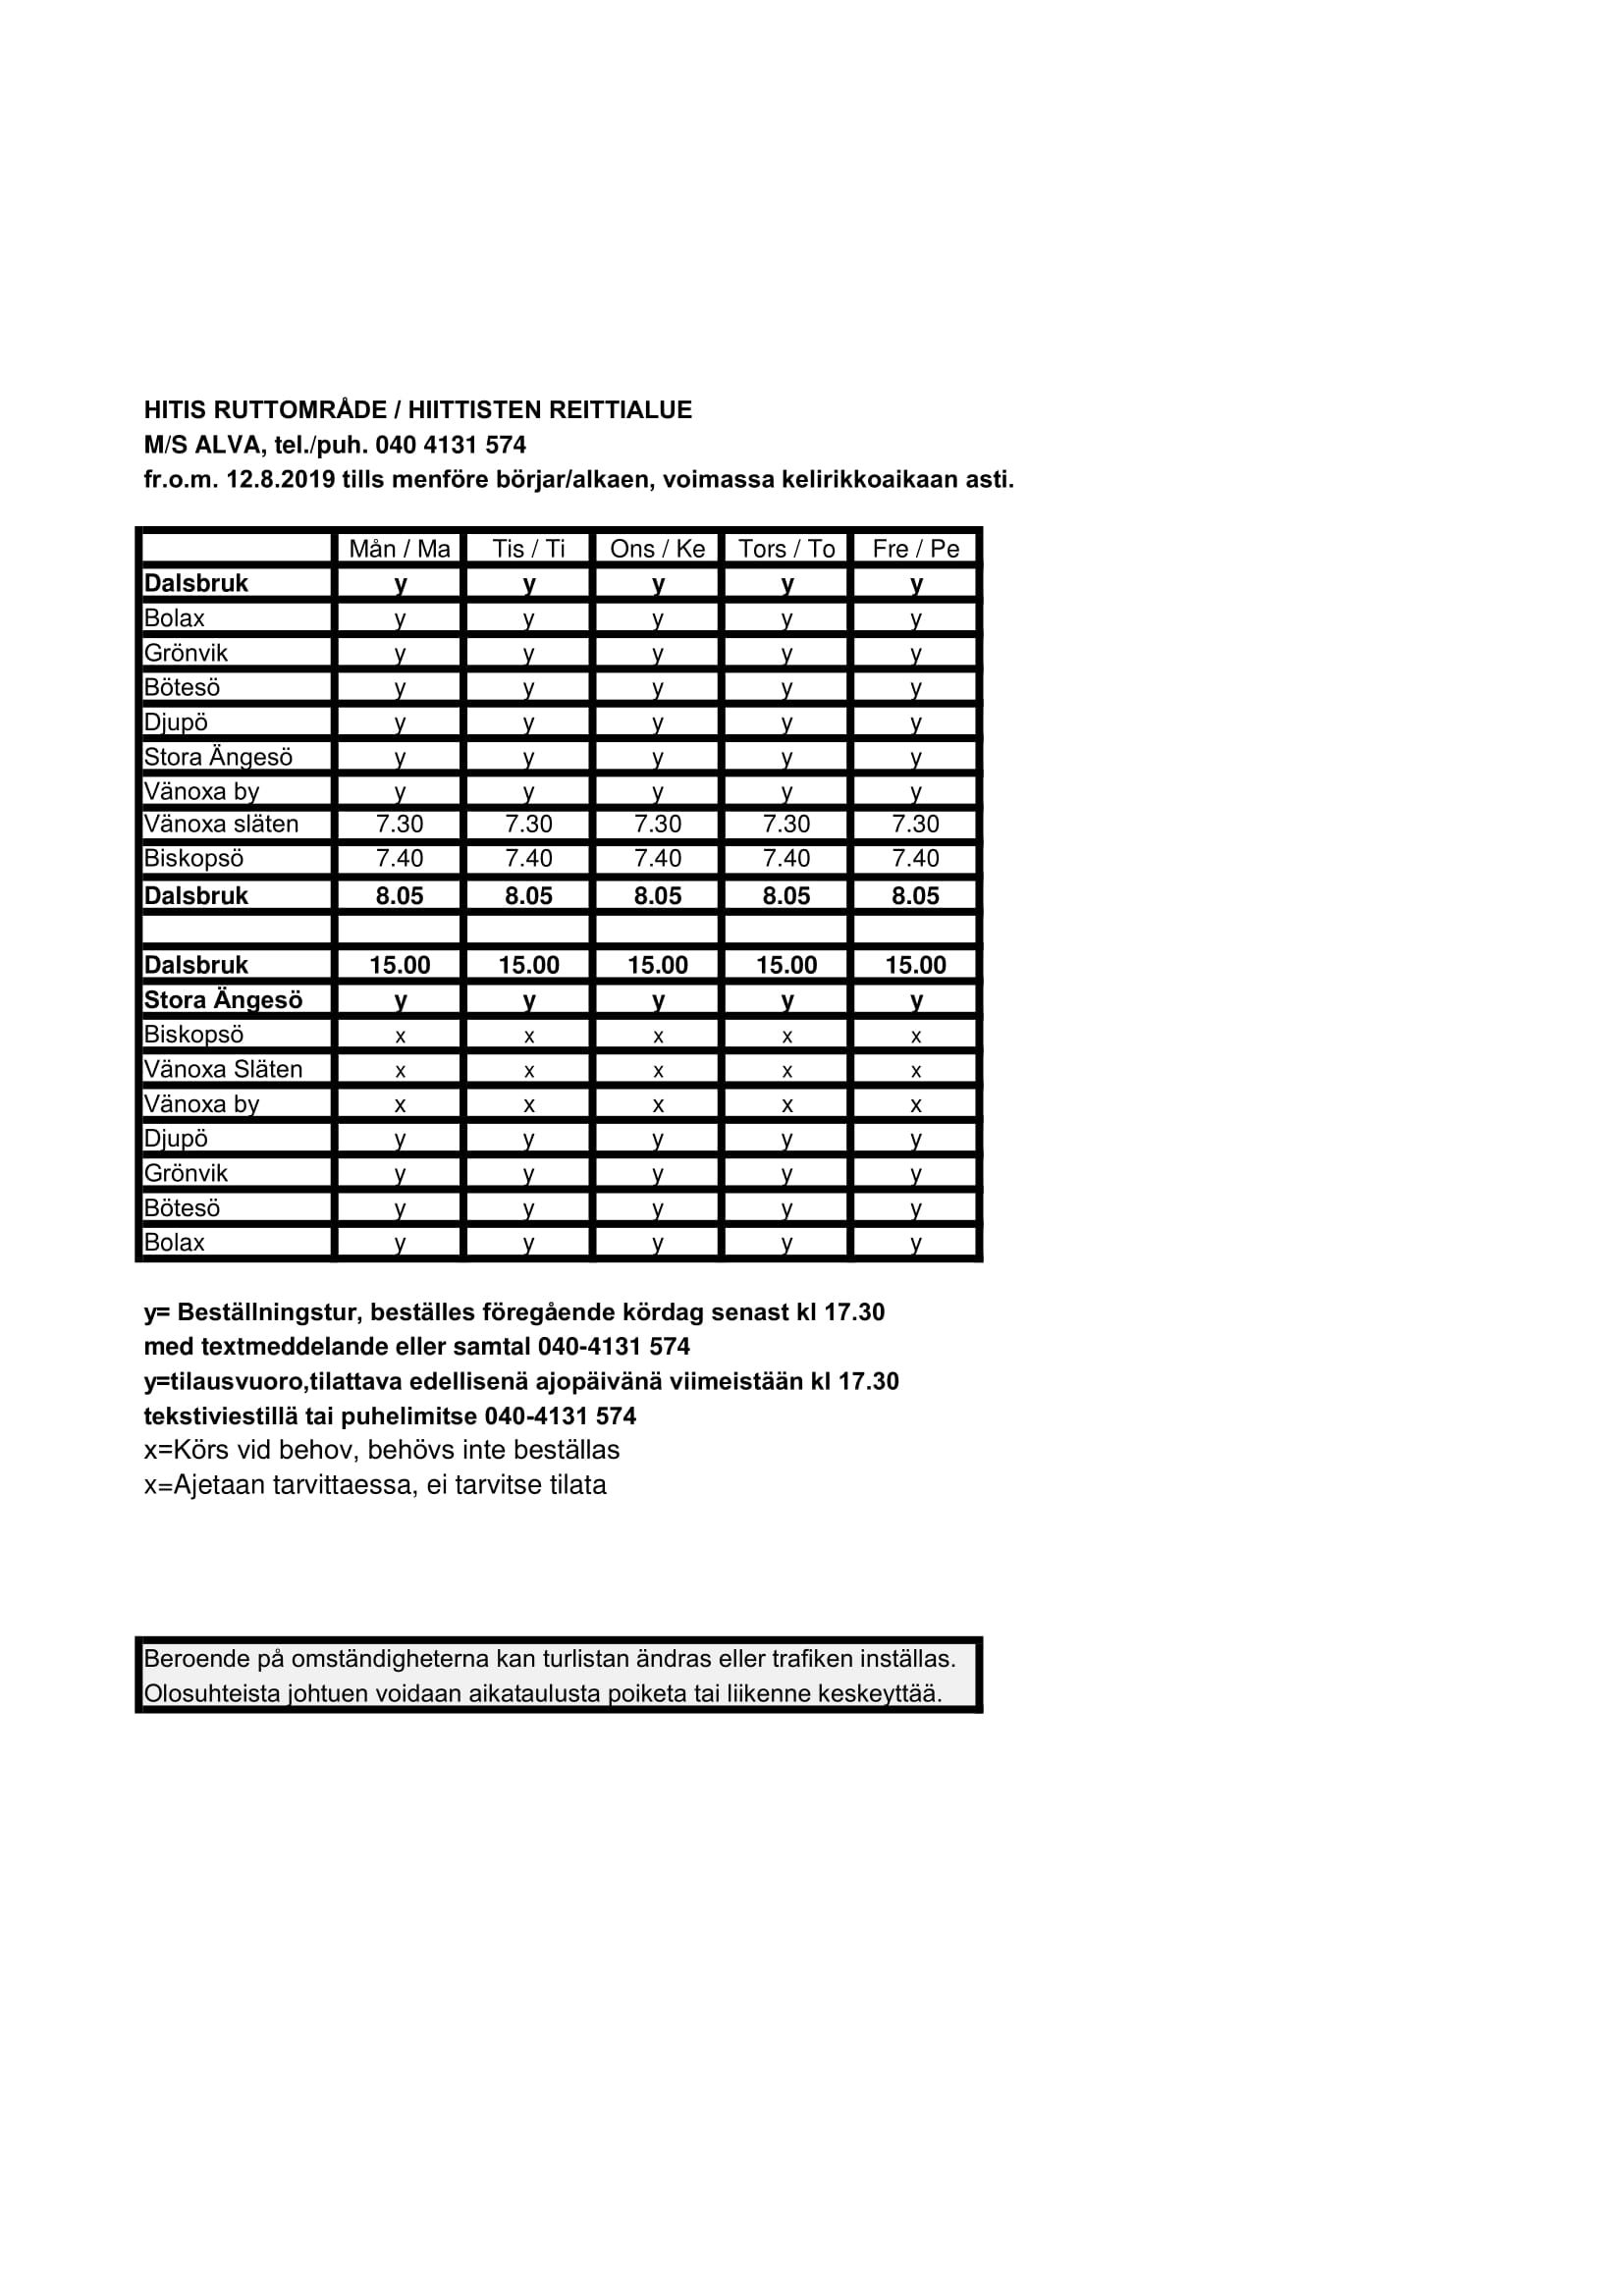 HITIS RUTTOMRÅDE / HIITTISTEN REITTIALUE
M/S ALVA, tel./puh. 040 4131 574
fr.o.m. 12.8.2019 tills menföre börjar/alkaen, voimassa kelirikkoaikaan asti.
Mån / Ma Tis / Ti Ons / Ke Tors / To Fre / Pe
Dalsbruk y y y y y
Bolax y y y y y
Grönvik y y y y y
Bötesö y y y y y
Djupö y y y y y
Stora Ängesö y y y y y
Vänoxa by y y y y y
Vänoxa släten 7.30 7.30 7.30 7.30 7.30
Biskopsö 7.40 7.40 7.40 7.40 7.40
Dalsbruk 8.05 8.05 8.05 8.05 8.05
Dalsbruk 15.00 15.00 15.00 15.00 15.00
Stora Ängesö y y y y y
Biskopsö x x x x x
Vänoxa Släten x x x x x
Vänoxa by x x x x x
Djupö y y y y y
Grönvik y y y y y
Bötesö y y y y y
Bolax y y y y y
y= Beställningstur, beställes föregående kördag senast kl 17.30
med textmeddelande eller samtal 040-4131 574
y=tilausvuoro,tilattava edellisenä ajopäivänä viimeistään kl 17.30
tekstiviestillä tai puhelimitse 040-4131 574
x=Körs vid behov, behövs inte beställas
x=Ajetaan tarvittaessa, ei tarvitse tilata
Beroende på omständigheterna kan turlistan ändras eller trafiken inställas.
Olosuhteista johtuen voidaan aikataulusta poiketa tai liikenne keskeyttää.